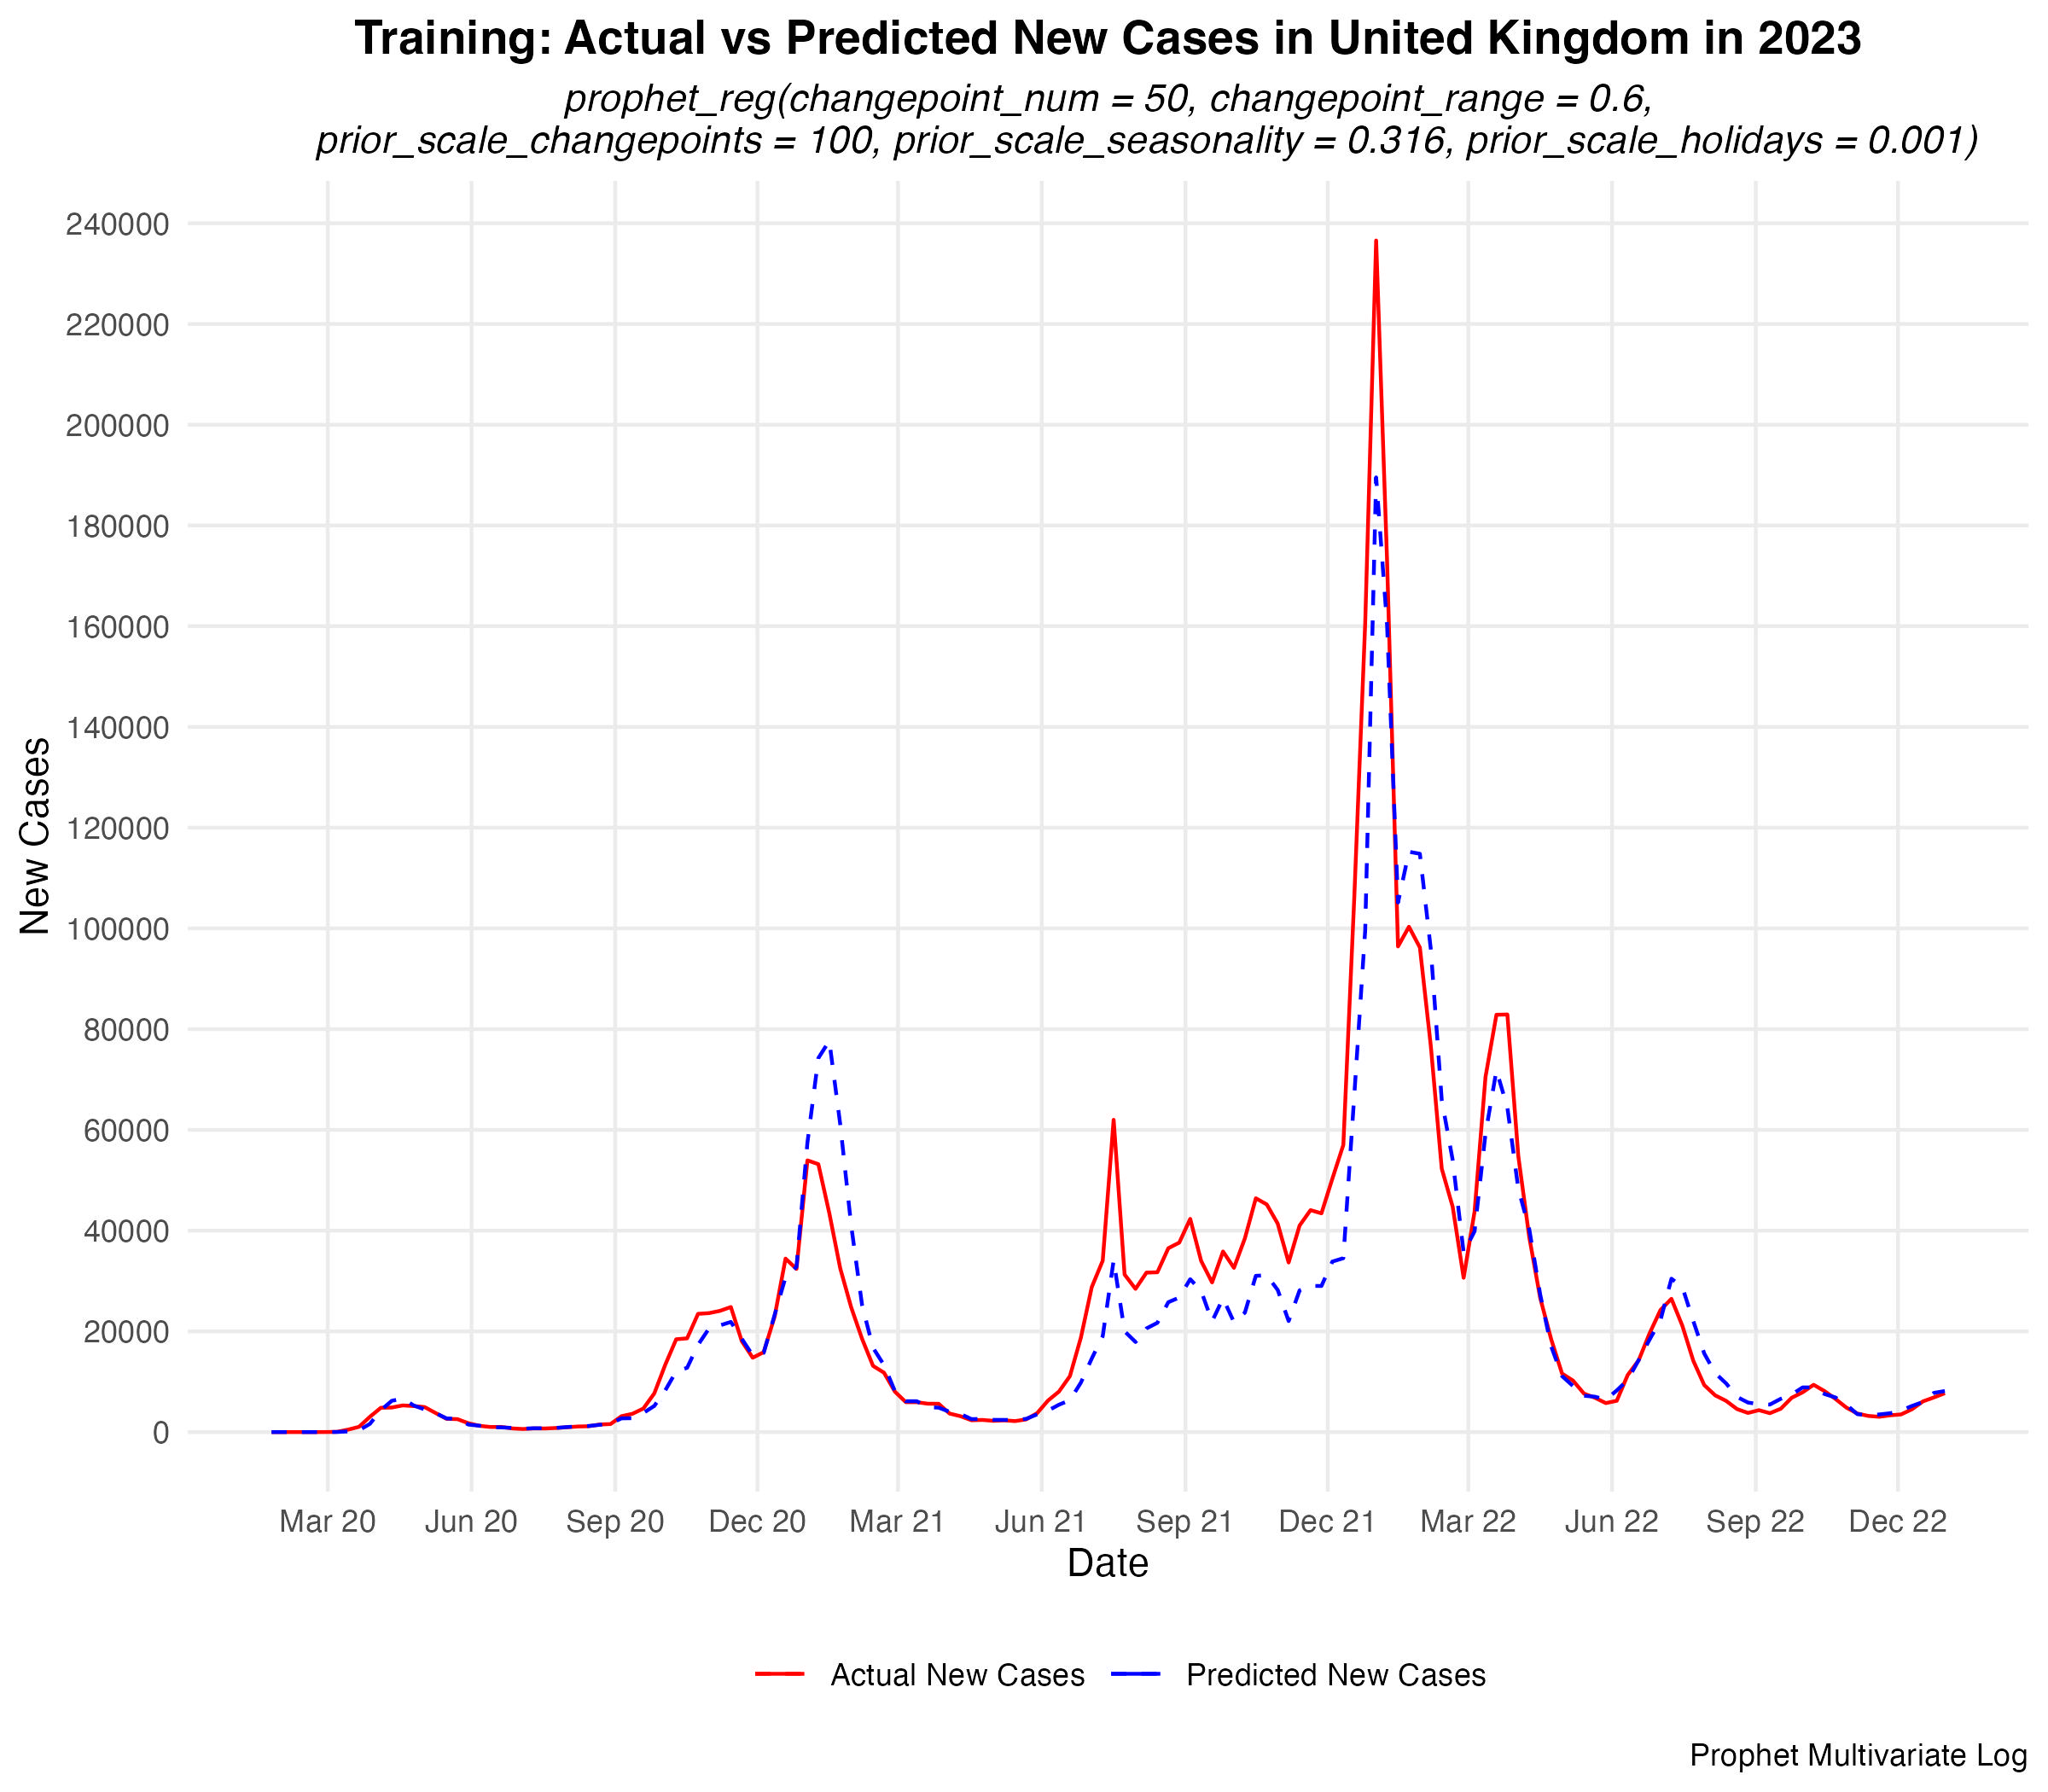 Training: Actual vs Predicted New Cases in United Kingdom in 2023
prophet_reg(changepoint_num = 50, changepoint_range = 0.6,
prior_scale_changepoints = 100, prior_scale_seasonality = 0.316, prior_scale_holidays = 0.001)
240000
220000
200000
180000
160000
140000
120000
100000
80000
60000
40000
20000
0
New Cases
Mar 20 Jun 20 Sep 20 Dec 20 Mar 21 Jun 21 Sep 21 Dec 21 Mar 22 Jun 22 Sep 22 Dec 22
Date
Actual New Cases Predicted New Cases
Prophet Multivariate Log